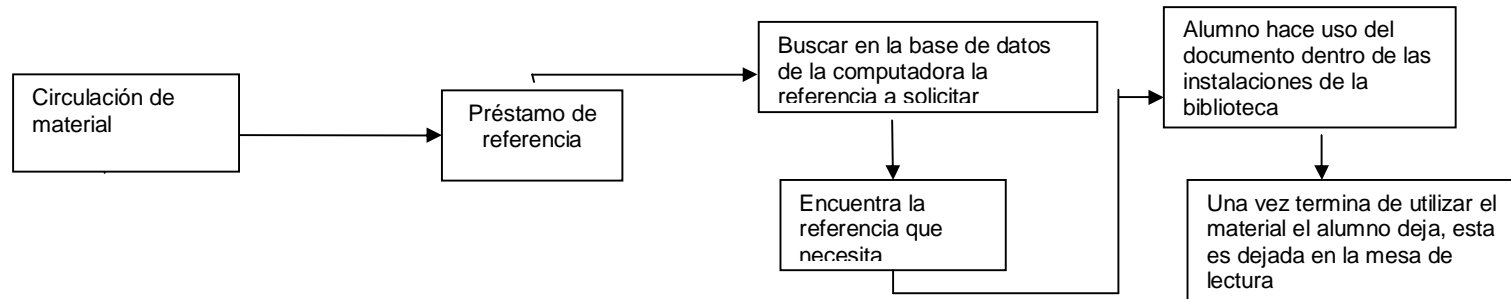 Circulación de
material
Préstamo de
referencia
Buscar en la base de datos
de la computadora la
referencia a solicitar
Encuentra la
referencia que
necesita
Alumno hace uso del
documento dentro de las
instalaciones de la
biblioteca
Una vez termina de utilizar el
material el alumno deja, esta
es dejada en la mesa de
lectura